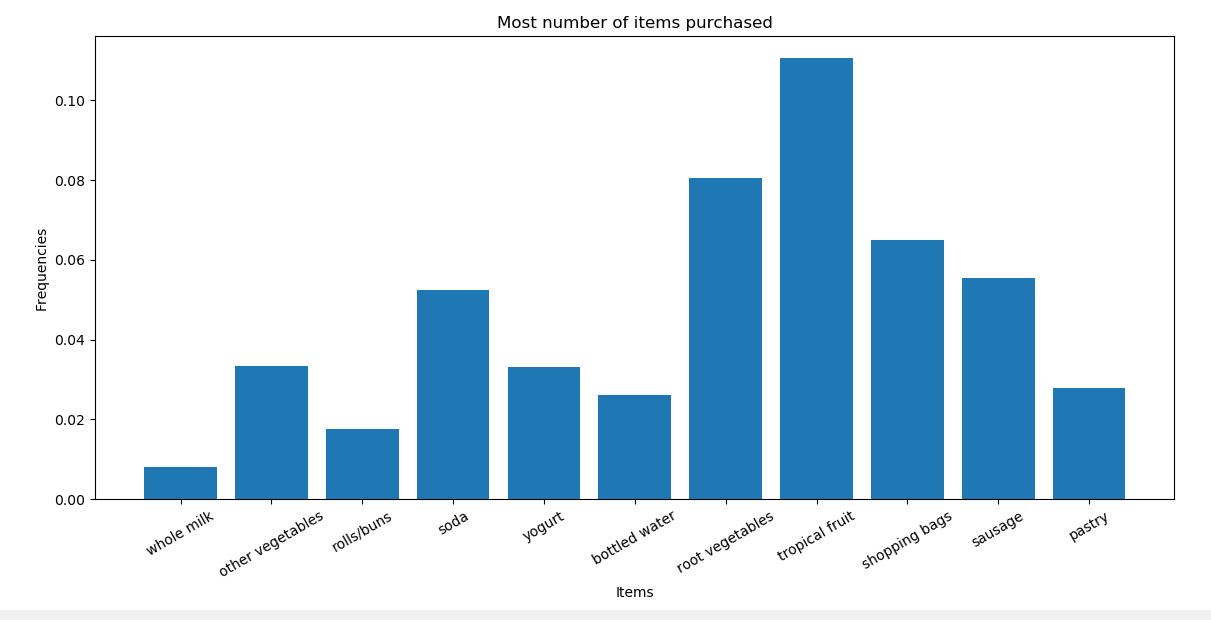 Most number of items purchased
0.10
0.08
0.06
0.04
0.02
0.00
Frequencies
whole milk
other vegetables
rolls/buns
soda
yogurt
bottled water
root vegetables
tropical fruit
shopping bags
sausage
pastry
Items